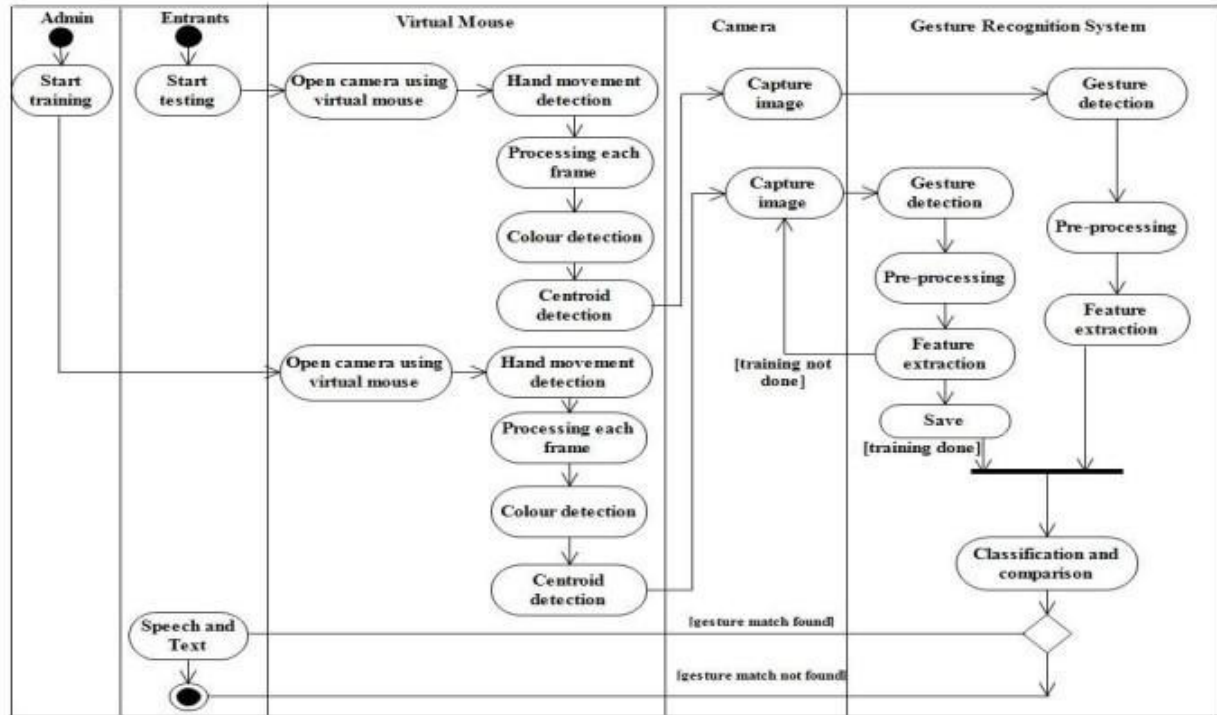 Admin
Entrants
Virtual Mouse
Camera
Gesture Recognition System
Start
training
Start
testing
Open camera using
virtual mouse
Hand movement
detection
Capture
image
Gesture
detection
Processing each
frame
Capture
image
Gesture
detection
Pre-processing
Colour detection
Pre-processing
Centroid
detection
Feature
extraction
Open camera using
virtual mouse
Hand movement
detection
[training not
done]
Feature
extraction
Processing each
frame
Save
[training done]
Colour detection
Classification and
comparison
Centroid
detection
Speech and
Text
[gesture match found]
[gesture match not found]